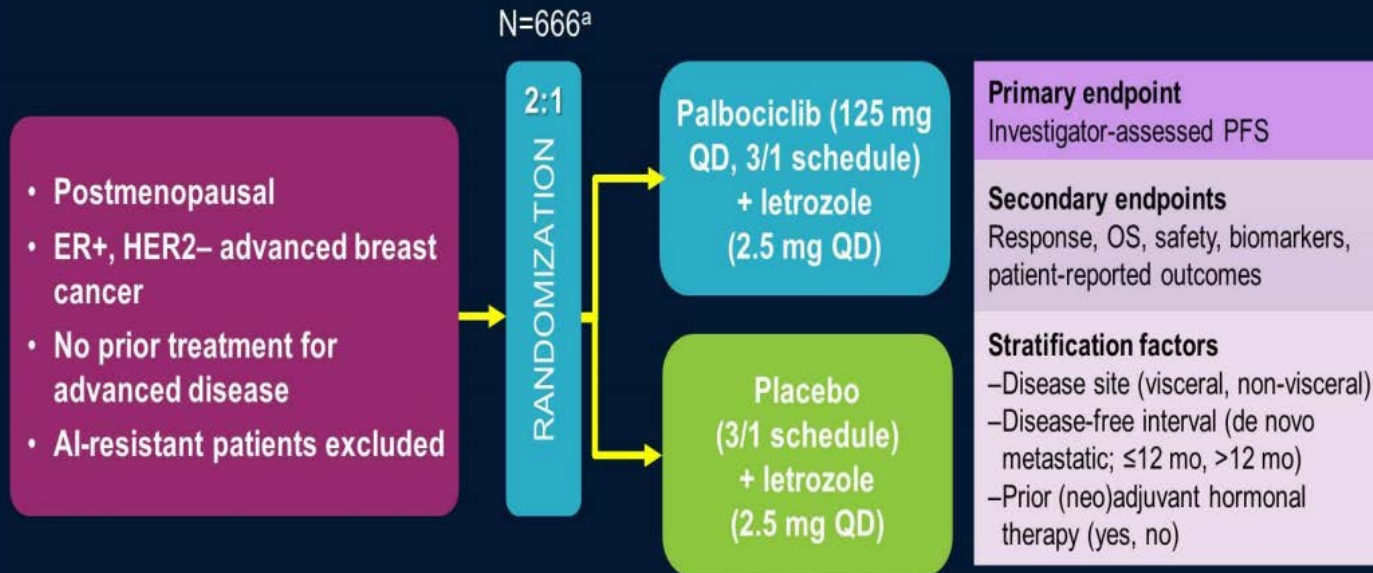 N=666ª
• Postmenopausal
• ER+, HER2– advanced breast
cancer
• No prior treatment for
advanced disease
• AI-resistant patients excluded
2:1
RANDOMIZATION
Palbociclib (125 mg
QD, 3/1 schedule)
+ letrozole
(2.5 mg QD)
Placebo
(3/1 schedule)
+ letrozole
(2.5 mg QD)
Primary endpoint
Investigator-assessed PFS
Secondary endpoints
Response, OS, safety, biomarkers,
patient-reported outcomes
Stratification factors
–Disease site (visceral, non-visceral)
–Disease-free interval (de novo
metastatic; ≤12 mo, >12 mo)
–Prior (neo)adjuvant hormonal
therapy (yes, no)